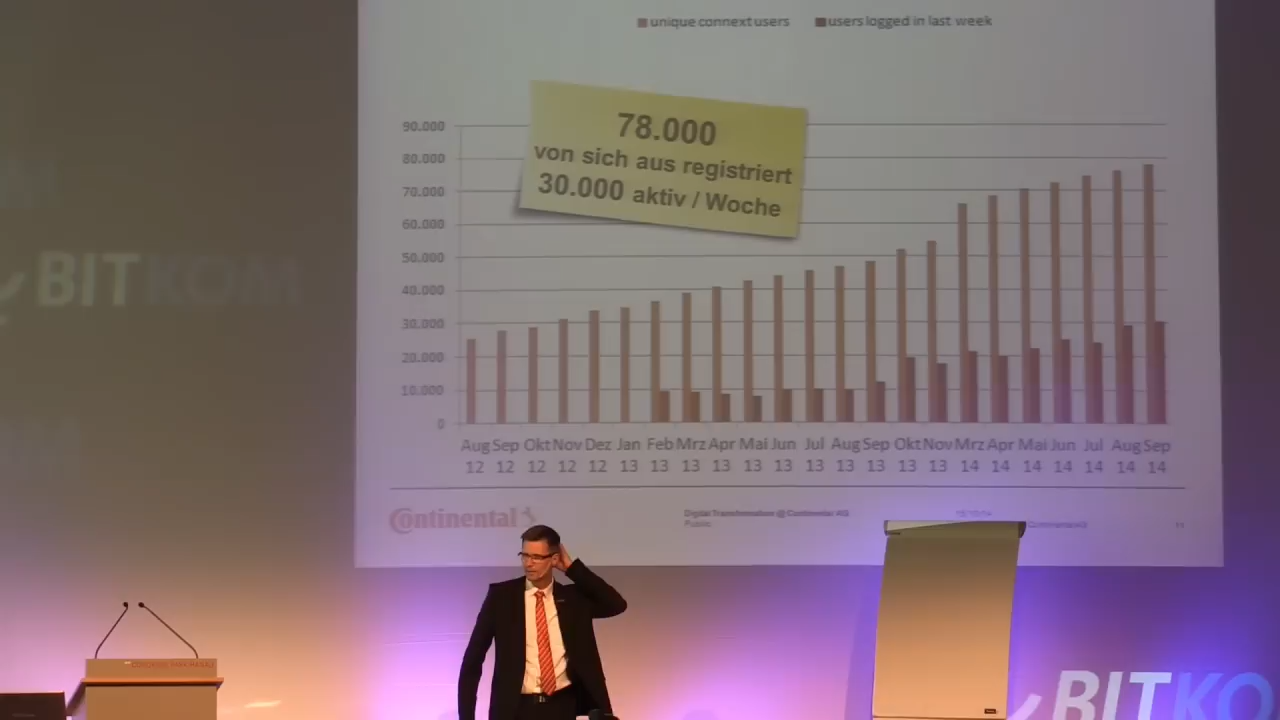 unique connext users users logged in last week
78.000
von sich aus registriert
30.000 aktiv / Woche
90.000
80.000
70.000
60.000
50.000
40.000
30.000
20.000
10.000
0
Aug Sep Okt Nov Dez Jan Feb Mrz Apr Mai Jun Jul Aug Sep Okt Nov Mrz Apr Mai Jun Jul Aug Sep
12 12 12 12 12 13 13 13 13 13 13 13 13 13 13 13 14 14 14 14 14 14 14
Continental
Digital Transformation @ Continental AG
Public
Continental AG
BITKOM
BITKO